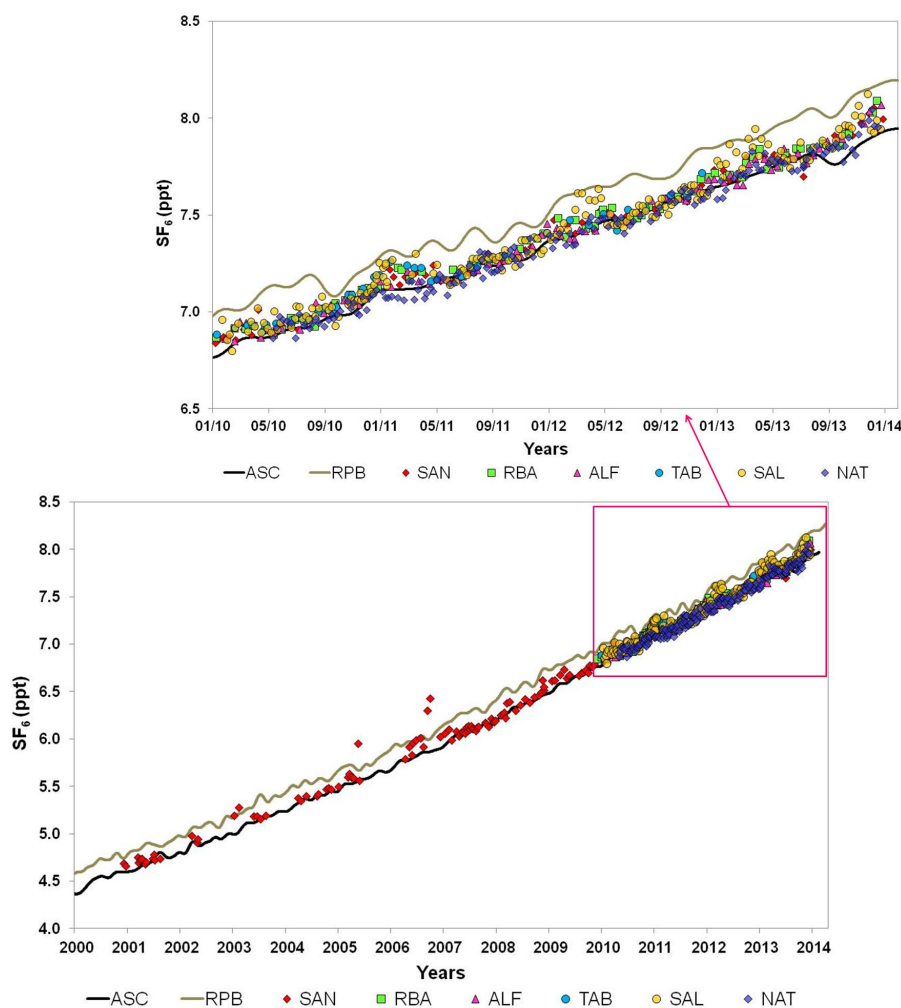 8.5
8.0
7.5
7.0
6.5
SF6 (ppt)
01/10 05/10 09/10 01/11 05/11 09/11 01/12 05/12 09/12 01/13 05/13 09/13 01/14
Years
ASC RPB SAN RBA ALF TAB SAL NAT
8.5
8.0
7.5
7.0
6.5
6.0
5.5
5.0
4.5
4.0
SF6 (ppt)
2000 2001 2002 2003 2004 2005 2006 2007 2008 2009 2010 2011 2012 2013 2014
Years
ASC RPB SAN RBA ALF TAB SAL NAT